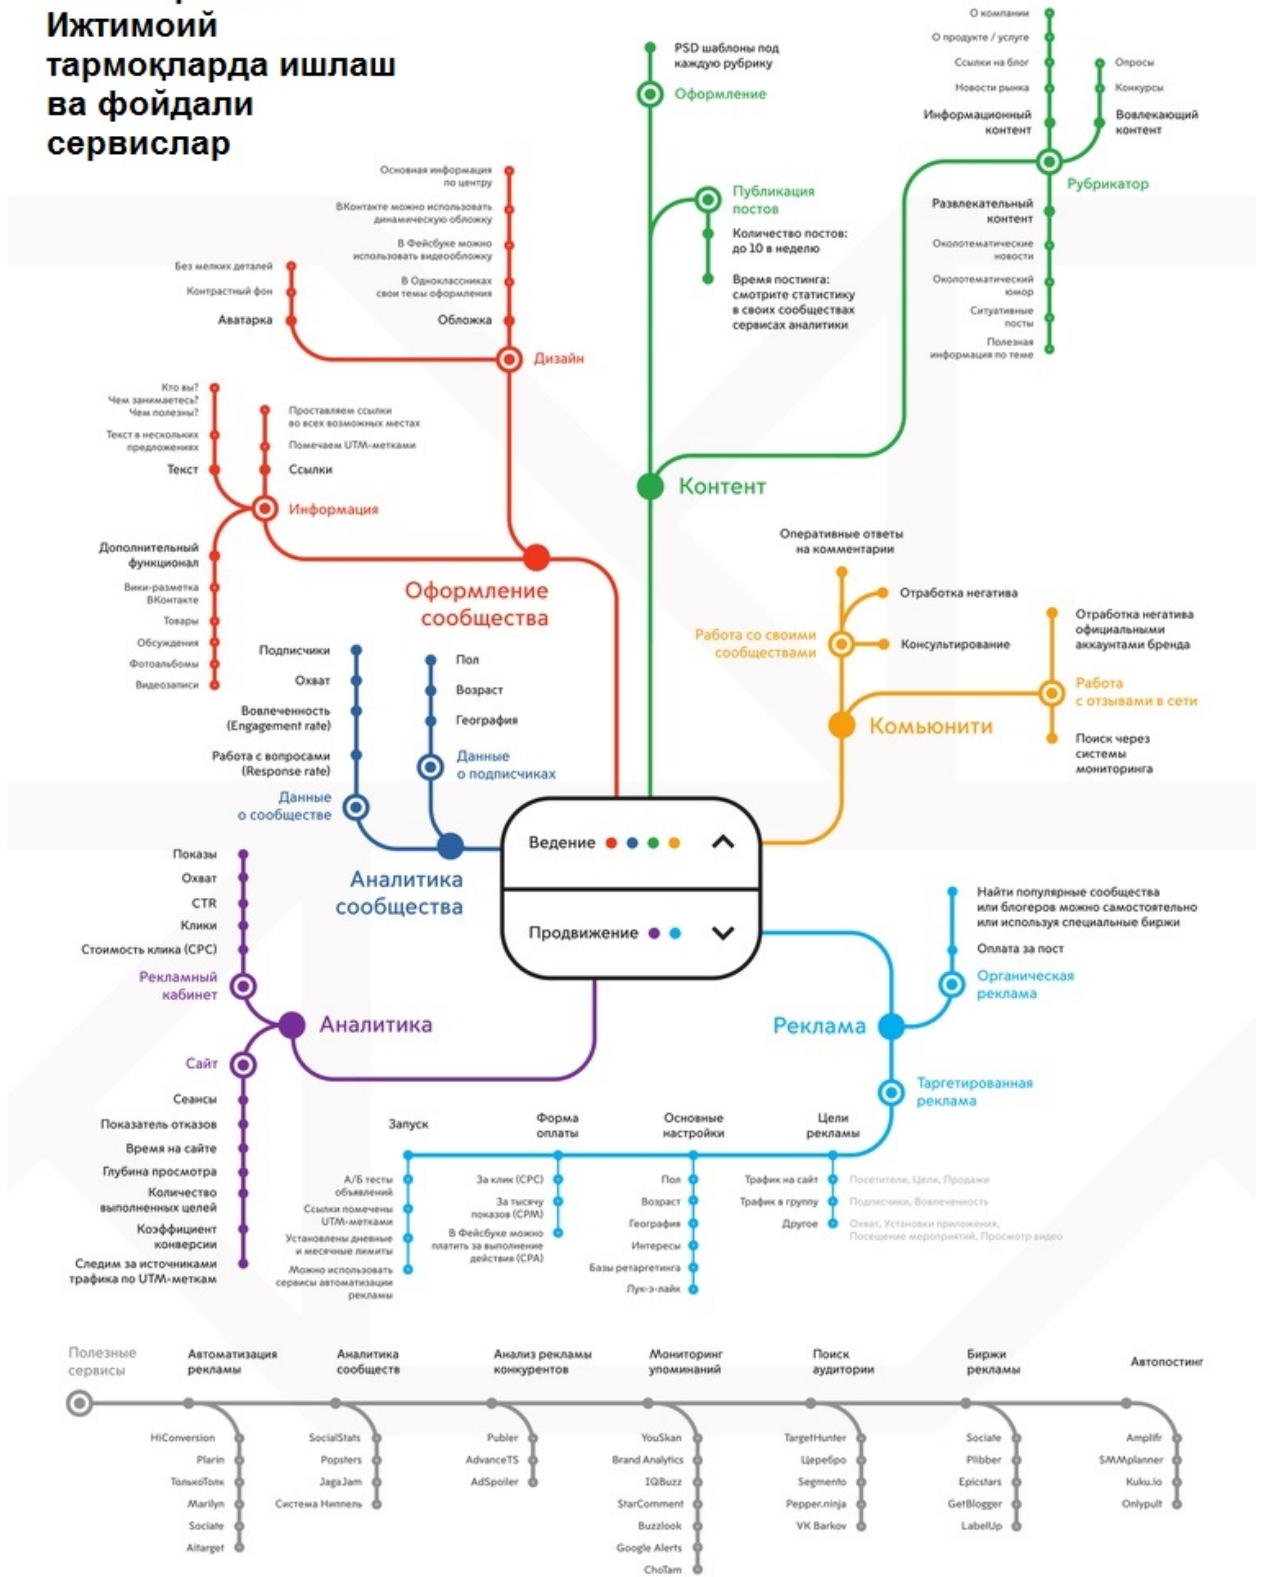 Ижтимоий
тармоқларда ишлаш
ва фойдали
сервислар
PSD шаблоны под
каждую рубрику
Оформление
Публикация
постов
Количество постов:
до 10 в неделю
Время постинга:
смотрите статистику
в своих сообществах
сервисах аналитики
О компании
О продукте / услуге
Ссылки на блог
Новости рынка
Информационный
контент
Опросы
Конкурсы
Вовлекающий
контент
Рубрикатор
Развлекательный
контент
Околотематические
новости
Околотематический
юмор
Ситуативные
посты
Полезная
информация по теме
Контент
Основная информация
по центру
ВКонтакте можно использовать
динамическую обложку
В Фейсбуке можно
использовать видеообложку
В Одноклассниках
свои темы оформления
Обложка
Без мелких деталей
Контрастный фон
Аватарка
Дизайн
Кто вы?
Чем занимаетесь?
Чем полезны?
Текст в нескольких
предложениях
Текст
Проставляем ссылки
во всех возможных местах
Помечаем UTM-метками
Ссылки
Информация
Дополнительный
функционал
Вики-разметка
ВКонтакте
Товары
Обсуждения
Фотоальбомы
Видеозаписи
Оформление
сообщества
Оперативные ответы
на комментарии
Отработка негатива
Работа со своими
сообществами
Консультирование
Отработка негатива
официальными
аккаунтами бренда
Работа
с отзывами в сети
Поиск через
системы
мониторинга
Комьюнити
Подписчики
Охват
Вовлеченность
(Engagement rate)
Работа с вопросами
(Response rate)
Данные
о сообществе
Пол
Возраст
География
Данные
о подписчиках
Аналитика
сообщества
Ведение
Продвижение
Показы
Охват
CTR
Клики
Стоимость клика (CPC)
Рекламный
кабинет
Аналитика
Сайт
Сеансы
Показатель отказов
Время на сайте
Глубина просмотра
Количество
выполненных целей
Коэффициент
конверсии
Следим за источниками
трафика по UTM-меткам
Найти популярные сообщества
или блогеров можно самостоятельно
или используя специальные биржи
Оплата за пост
Органическая
реклама
Реклама
Таргетированная
реклама
Запуск
А/Б тесты
объявлений
Ссылки помечены
UTM-метками
Установлены дневные
и месячные лимиты
Можно использовать
сервисы автоматизации
рекламы
Форма
оплаты
За клик (CPC)
За тысячу
показов (CPM)
В Фейсбуке можно
платить за выполнение
действия (CPA)
Основные
настройки
Пол
Возраст
География
Интересы
Базы ретаргетинга
Лук-э-лайк
Цели
рекламы
Трафик на сайт
Посетители, Цели, Продажи
Трафик в группу
Подписчики, Вовлеченность
Другое
Охват, Установки приложения,
Посещение мероприятий, Просмотр видео
Полезные
сервисы
Автоматизация
рекламы
HiConversion
Plarin
ТолькоТолк
Marilyn
Sociate
Aitarget
Аналитика
сообществ
SocialStats
Popsters
JagaJam
Система Ниппель
Анализ рекламы
конкурентов
Publer
AdvanceTS
AdSpoiler
Мониторинг
упоминаний
YouSkan
Brand Analytics
IQBuzz
StarComment
Buzzlook
Google Alerts
ChoTam
Поиск
аудитории
TargetHunter
Церебро
Segmento
Pepper.ninja
VK Barkov
Биржи
рекламы
Sociate
Plibber
Epicstars
GetBlogger
LabelUp
Автопостинг
Amplifr
SMMplanner
Kuku.io
Onlypult